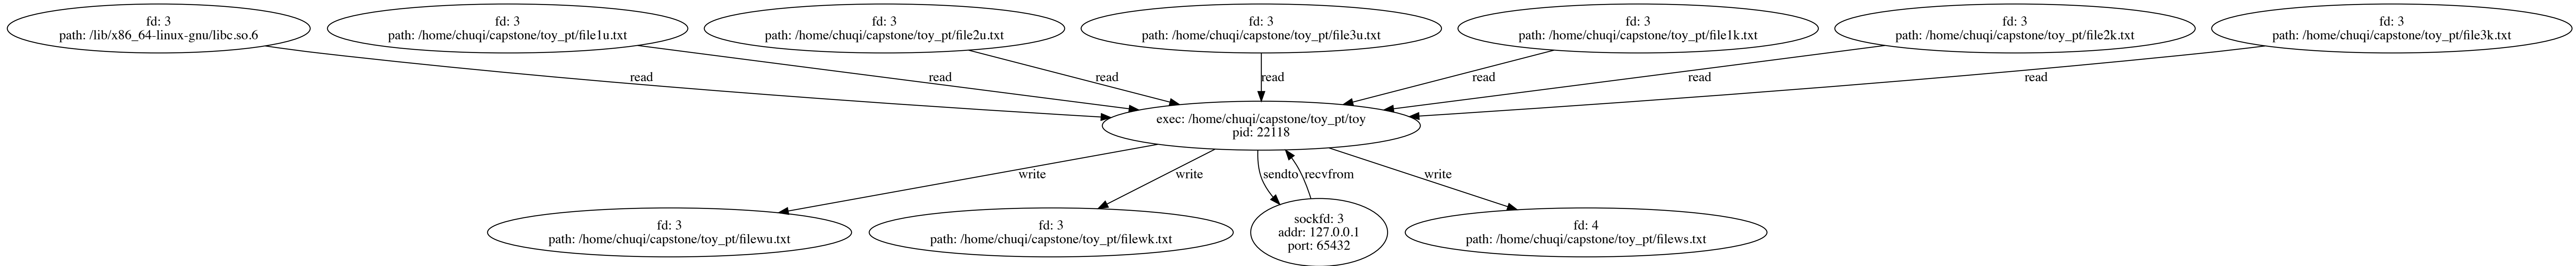 fd: 3
path: /lib/x86_64-linux-gnu/libc.so.6
fd: 3
path: /home/chuqi/capstone/toy_pt/file1u.txt
fd: 3
path: /home/chuqi/capstone/toy_pt/file2u.txt
fd: 3
path: /home/chuqi/capstone/toy_pt/file3u.txt
fd: 3
path: /home/chuqi/capstone/toy_pt/file1k.txt
fd: 3
path: /home/chuqi/capstone/toy_pt/file2k.txt
fd: 3
path: /home/chuqi/capstone/toy_pt/file3k.txt
read
read
read
read
read
read
read
exec: /home/chuqi/capstone/toy_pt/toy
pid: 22118
write
write
sendto
recvfrom
write
fd: 3
path: /home/chuqi/capstone/toy_pt/filewu.txt
fd: 3
path: /home/chuqi/capstone/toy_pt/filewk.txt
sockfd: 3
addr: 127.0.0.1
port: 65432
fd: 4
path: /home/chuqi/capstone/toy_pt/filews.txt